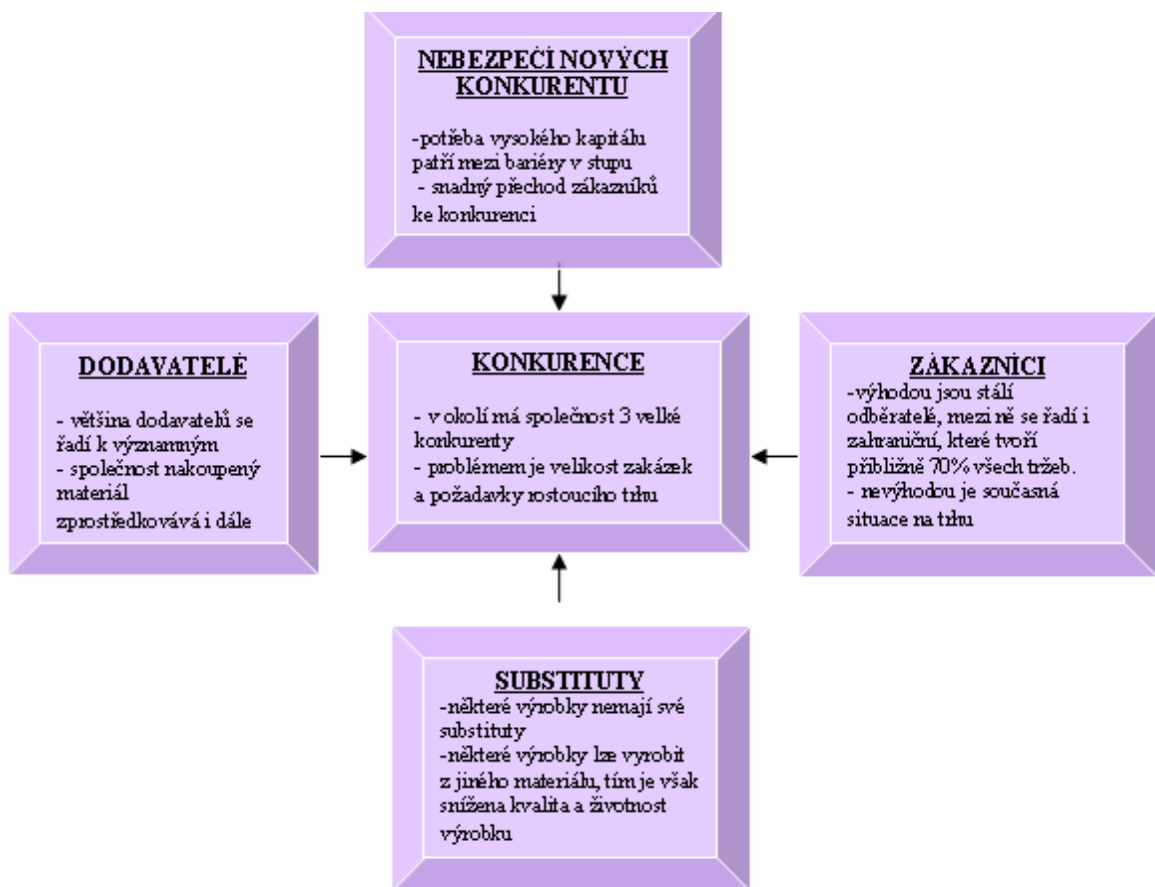 NEBEZPEČÍ NOVÝCH
KONKURENTU
-potřeba vysokého kapitálu
patří mezi bariéry v stupu
- snadný přechod zákazníků
ke konkurenci
DODAVATELÉ
- většina dodavatelů se
řadí k významným
- společnost nakoupený
materiál
zprostředkovává i dále
KONKURENCE
- v okolí má společnost 3 velké
konkurenty
- problémem je velikost zakázek
a požadavky rostoucího trhu
ZÁKAZNÍCI
-výhodou jsou stálí
odběratelé, mezi ně se řadí i
zahraniční, které tvoří
přibližně 70% všech tržeb.
- nevýhodou je současná
situace na trhu
SUBSTITUTY
-některé výrobky nemají své
substituty
-některé výrobky lze vyrobit
z jiného materiálu, tím je však
snížena kvalita a životnost
výrobku